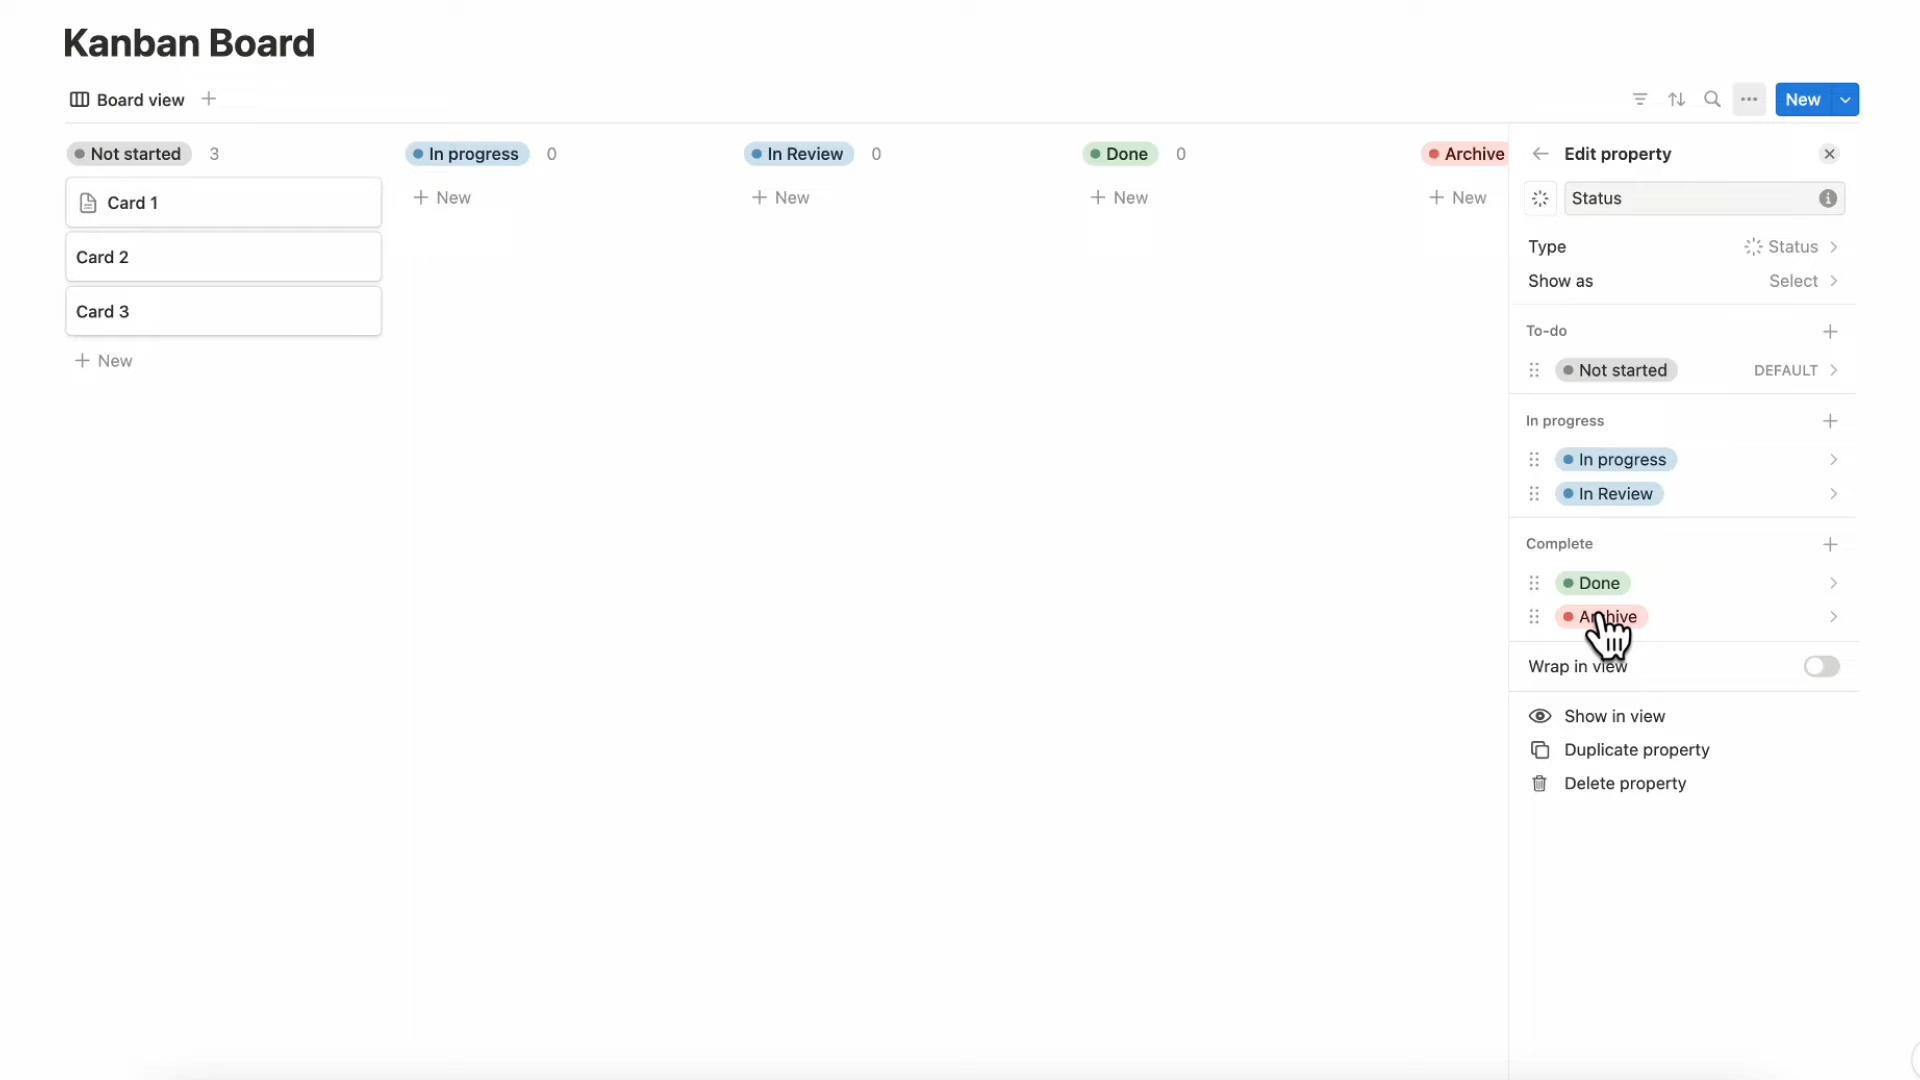 Kanban Board
Board view
New
Not started 3
In progress 0
In Review 0
Done 0
Archive
Card 1
Card 2
Card 3
New
New
New
New
New
Edit property
Status
Type Status
Show as Select
To-do
Not started DEFAULT
In progress
In progress
In Review
Complete
Done
Archive
Wrap in view
Show in view
Duplicate property
Delete property